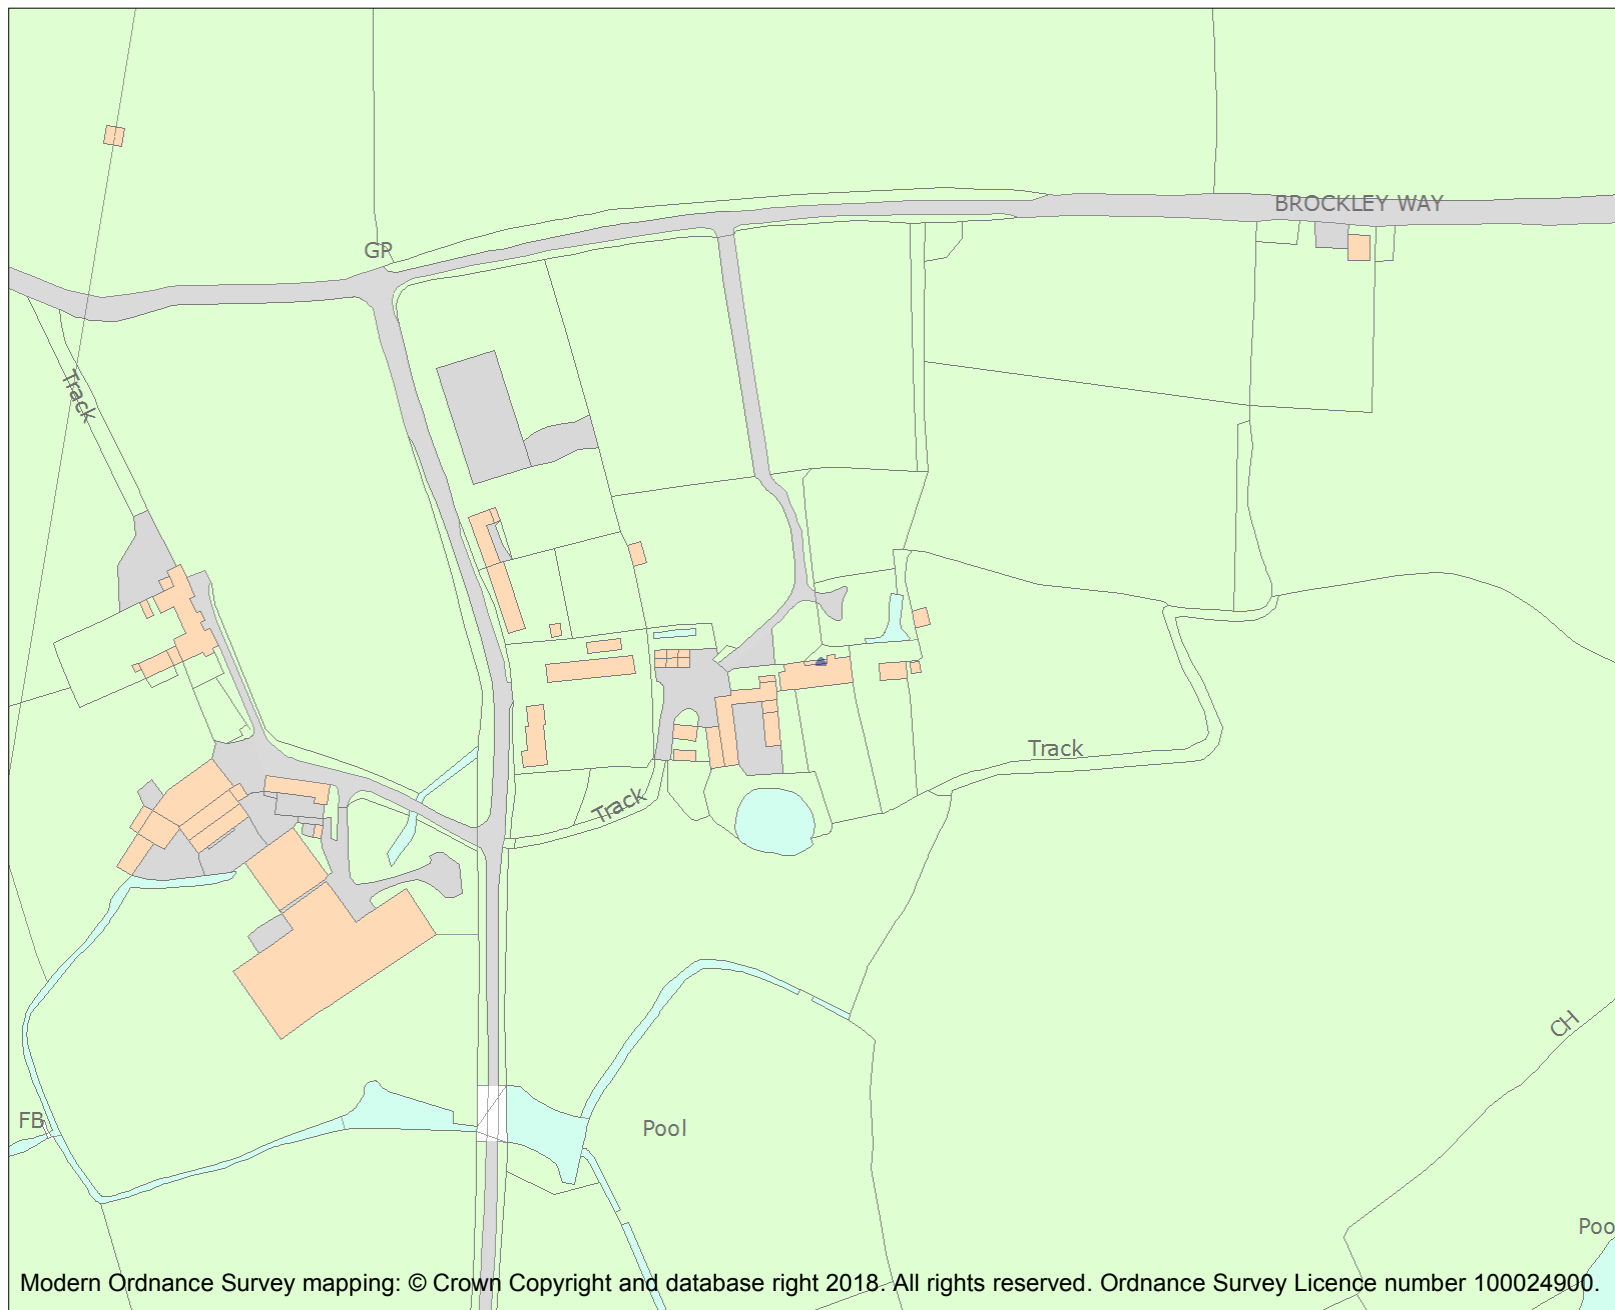 BROCKLEY WAY
GP
Track
Track
Track
CH
FB
Pool
Poo
Modern Ordnance Survey mapping: © Crown Copyright and database right 2018. All rights reserved. Ordnance Survey Licence number 100024900.